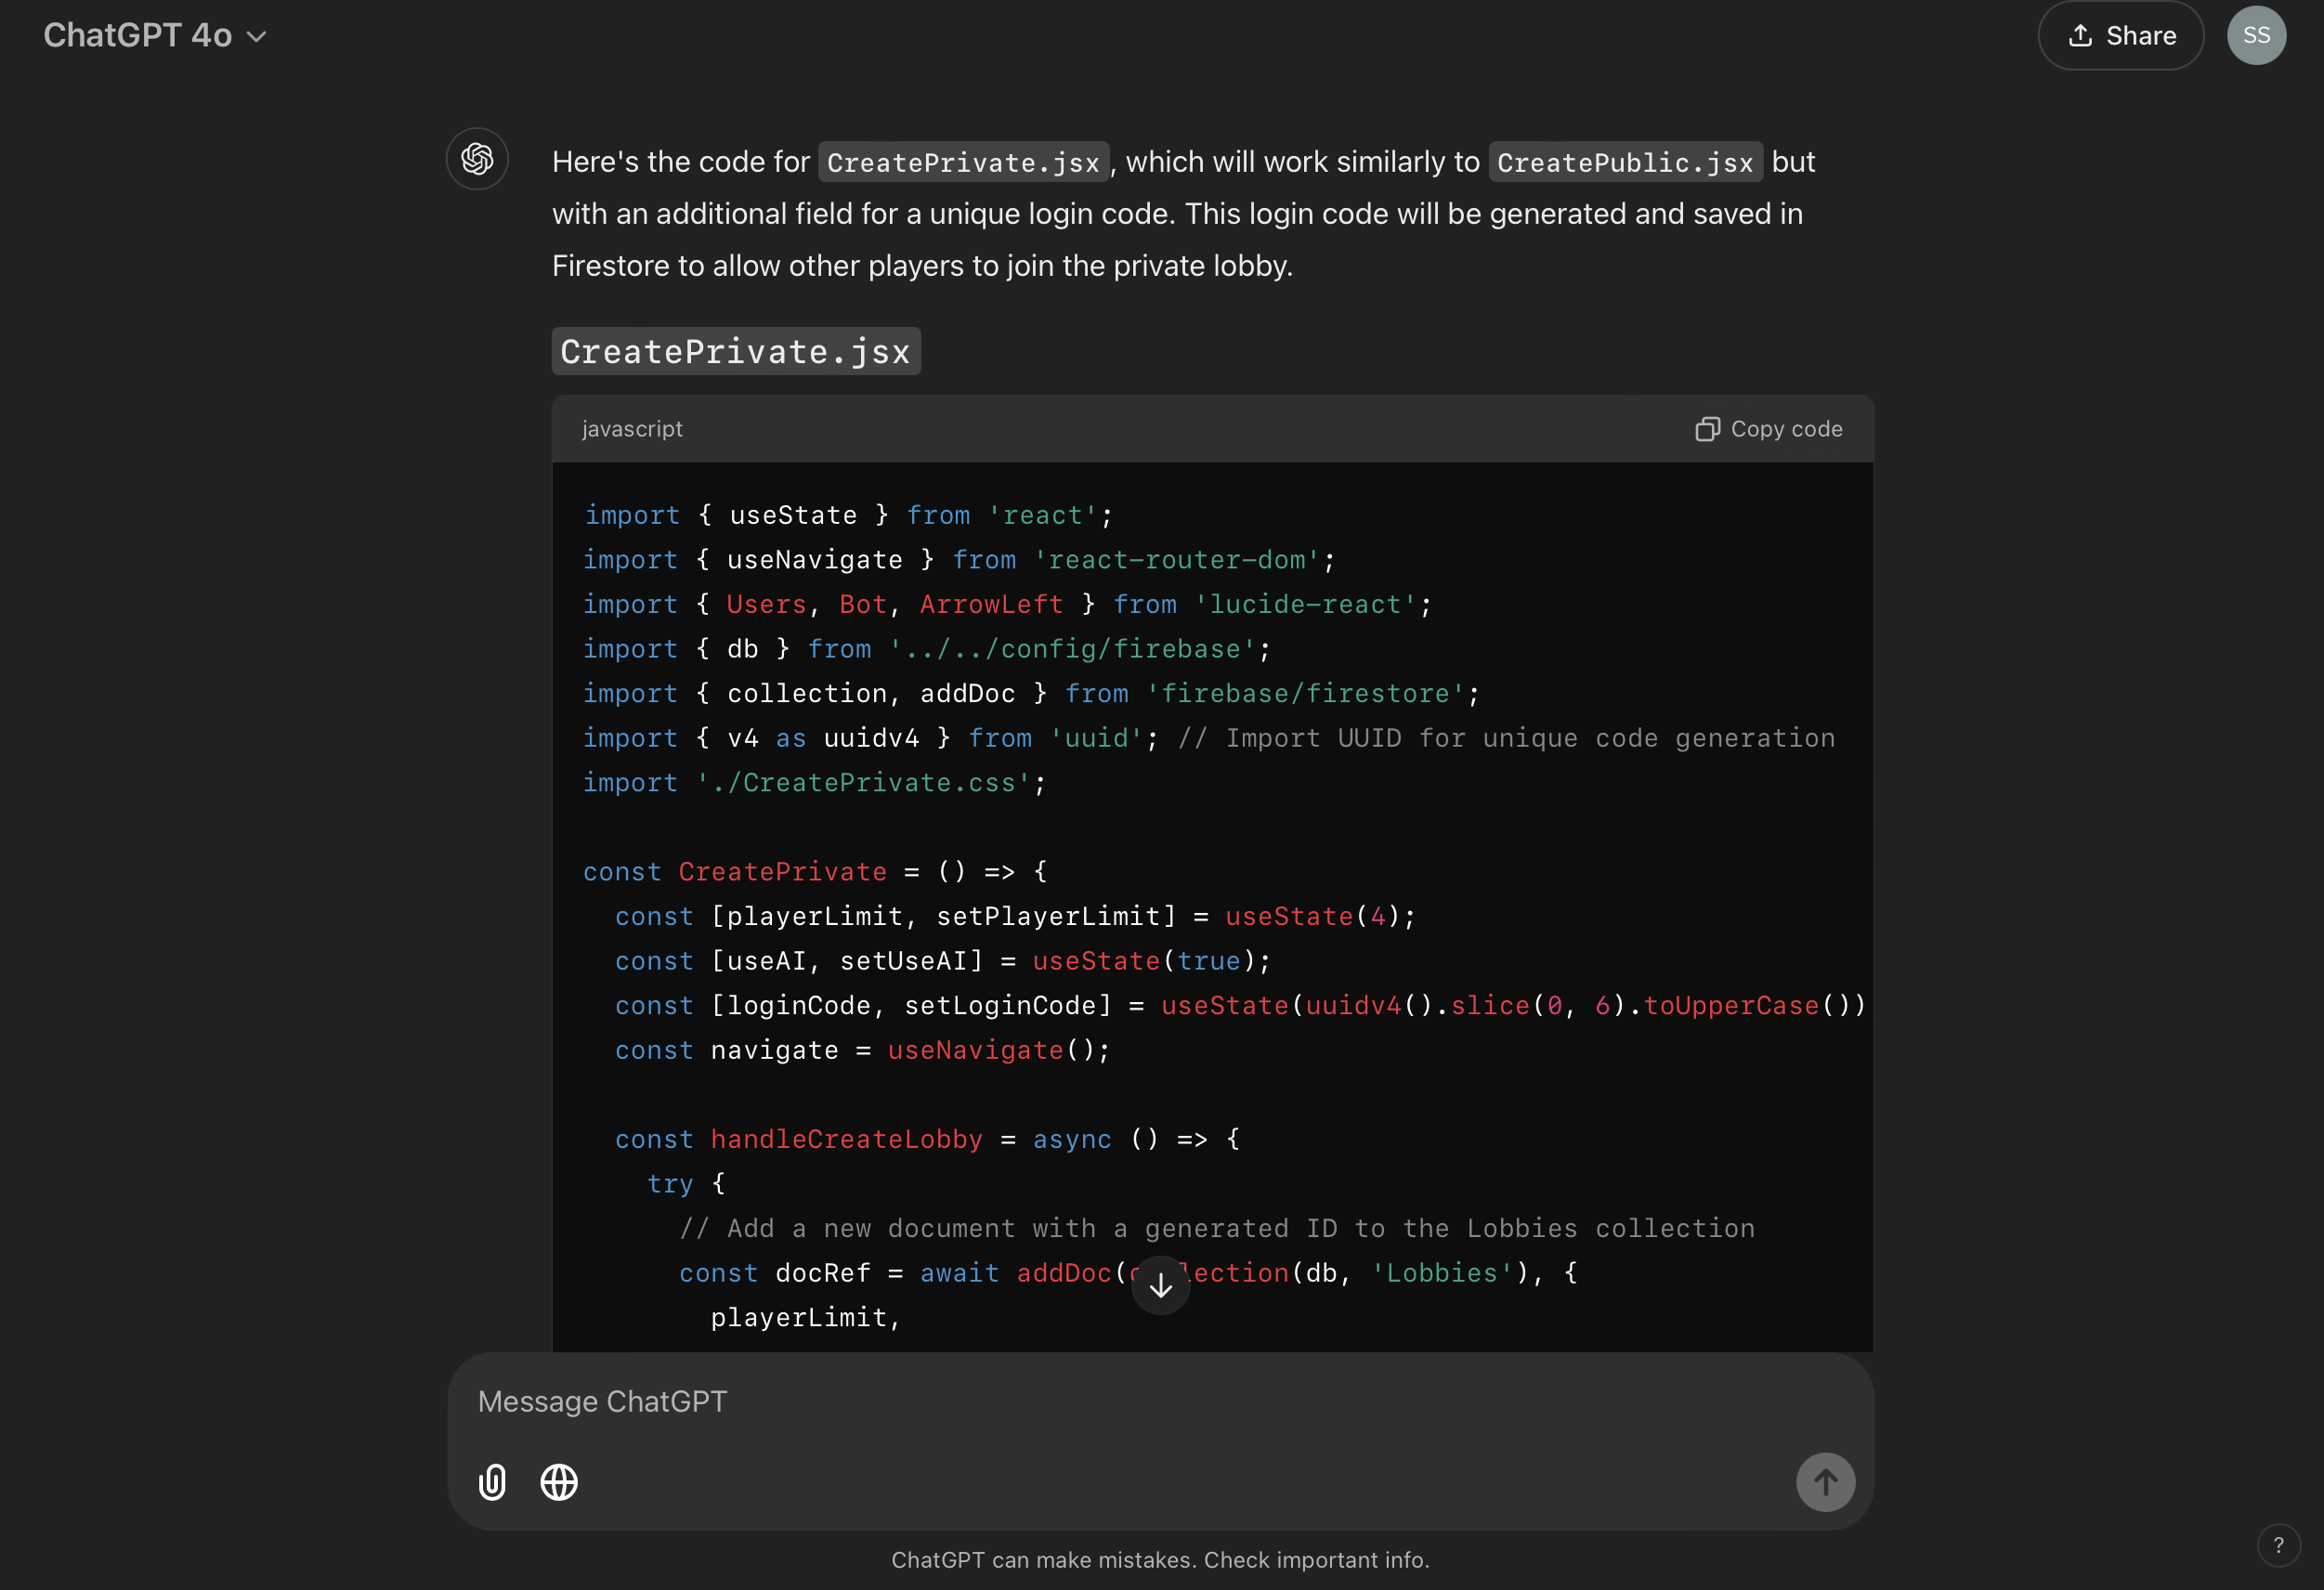 ChatGPT 4o
Share
SS
Here's the code for CreatePrivate.jsx, which will work similarly to CreatePublic.jsx but
with an additional field for a unique login code. This login code will be generated and saved in
Firestore to allow other players to join the private lobby.
CreatePrivate.jsx
javascript
Copy code
import { useState } from 'react';
import { useNavigate } from 'react-router-dom';
import { Users, Bot, ArrowLeft } from 'lucide-react';
import { db } from '../../config/firebase';
import { collection, addDoc } from 'firebase/firestore';
import { v4 as uuidv4 } from 'uuid'; // Import UUID for unique code generation
import './CreatePrivate.css';
const CreatePrivate = () => {
const [playerLimit, setPlayerLimit] = useState(4);
const [useAI, setUseAI] = useState(true);
const [loginCode, setLoginCode] = useState(uuidv4().slice(0, 6).toUpperCase())
const navigate = useNavigate();
const handleCreateLobby = async () => {
try {
// Add a new document with a generated ID to the Lobbies collection
const docRef = await addDoc(collection(db, 'Lobbies'), {
playerLimit,
Message ChatGPT
ChatGPT can make mistakes. Check important info.
?